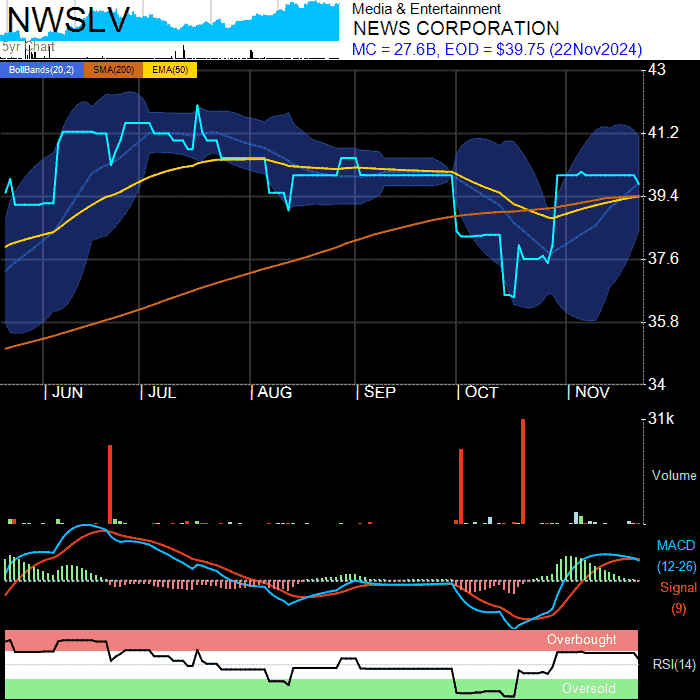 NWSLV
5yr Chart
Media & Entertainment
NEWS CORPORATION
MC = 27.6B, EOD = $39.75 (22Nov2024)
BollBands(20,2) SMA(200) EMA(50)
43
41.2
39.4
37.6
35.8
34
| JUN | JUL | AUG | SEP | OCT | NOV
31k
Volume
MACD
(12-26)
Signal
(9)
Overbought
RSI(14)
Oversold